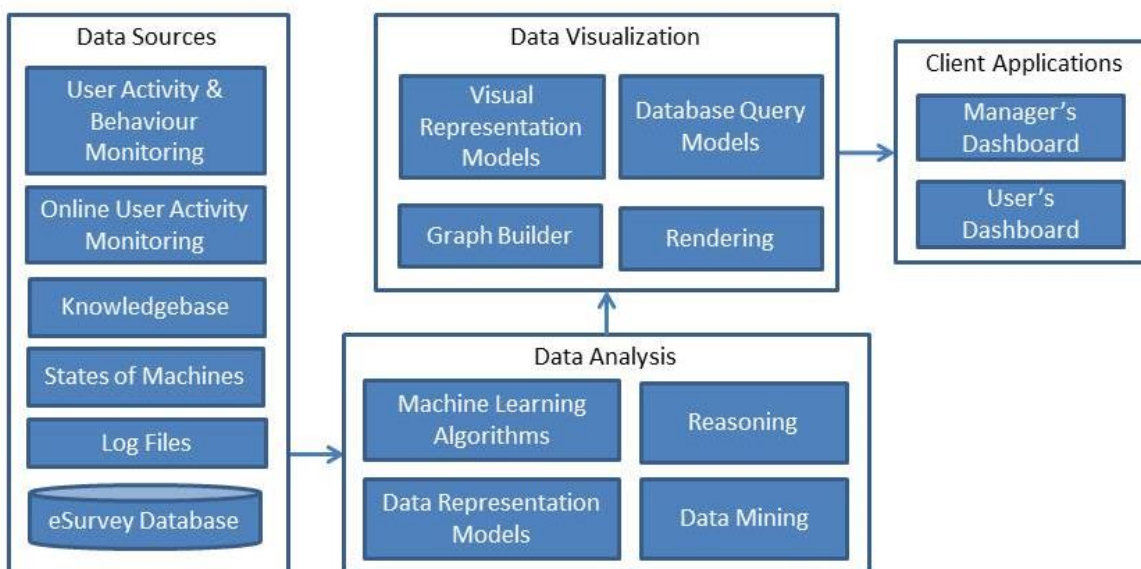 Data Sources
User Activity &
Behaviour
Monitoring
Online User Activity
Monitoring
Knowledgebase
States of Machines
Log Files
eSurvey Database
Data Visualization
Visual
Representation
Models
Database Query
Models
Graph Builder
Rendering
Client Applications
Manager's
Dashboard
User's
Dashboard
Data Analysis
Machine Learning
Algorithms
Reasoning
Data Representation
Models
Data Mining